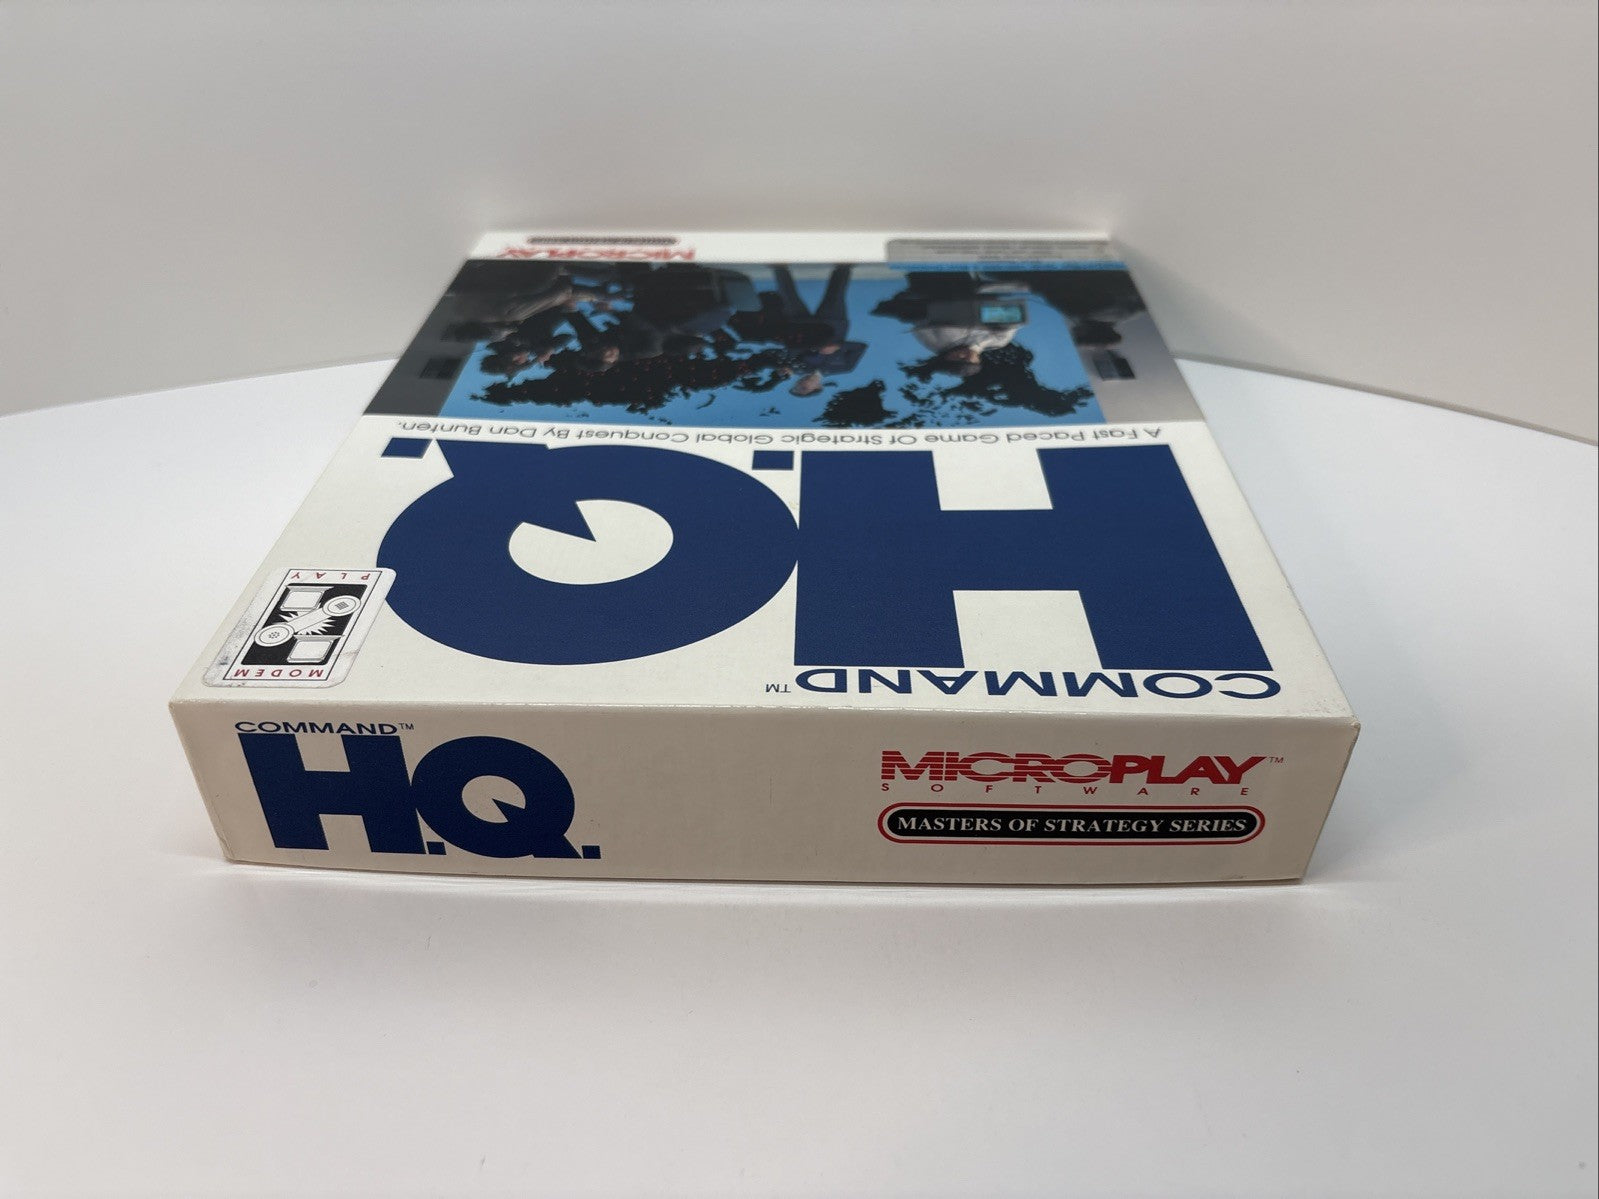 COMMAND™
H.Q.
A Fast Paced Game Of Strategic Global Conquest By Dan Bunten.
MODEM
PLAY
MICROPLAY
COMMAND™
H.Q.
MICROPLAY™
SOFTWARE
MASTERS OF STRATEGY SERIES